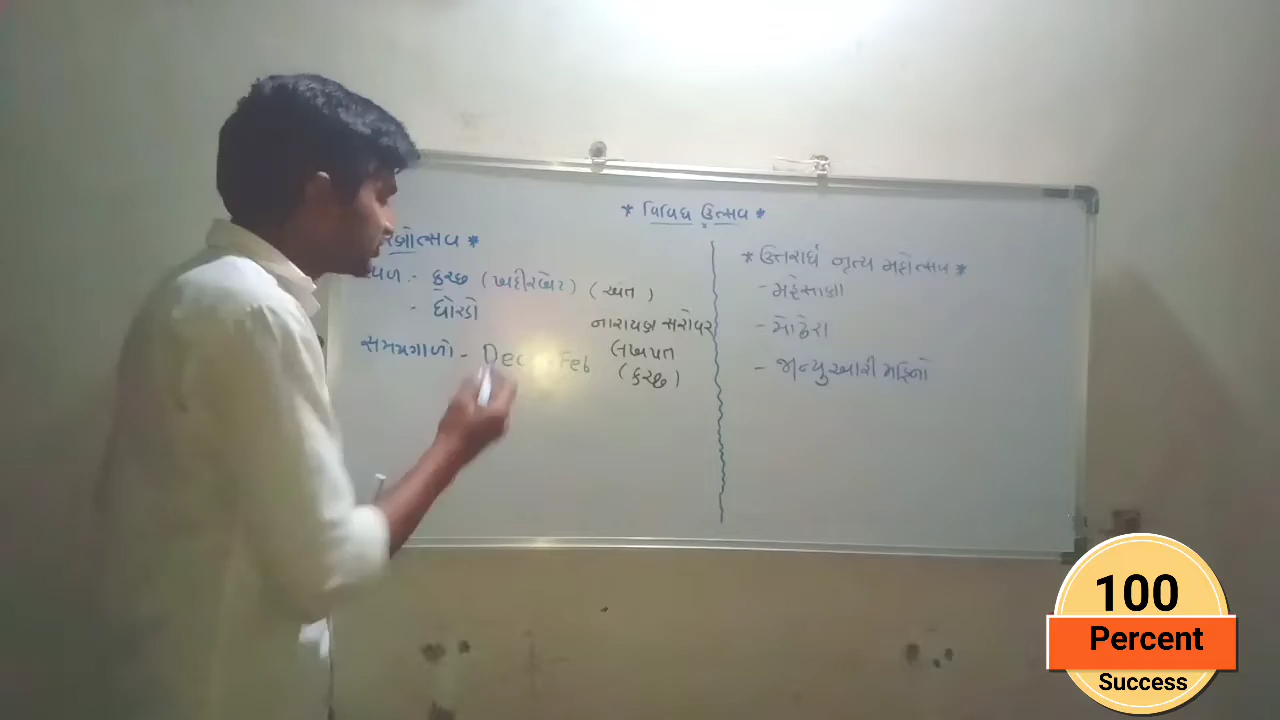 * વિવિધ ઉત્સવ *
રણોત્સવ *
સ્થળ :- કચ્છ (ખદીરબેટ) (ખંત)
- ધોરડો
નારાયણ સરોવર
સમયગાળો - Dec Feb લખપત
(કચ્છ)
* ઉત્તરાર્ધ નૃત્ય મહોત્સવ *
- મહેસાણા
- મોઢેરા
- જાન્યુઆરી મહિનો
100
Percent
Success